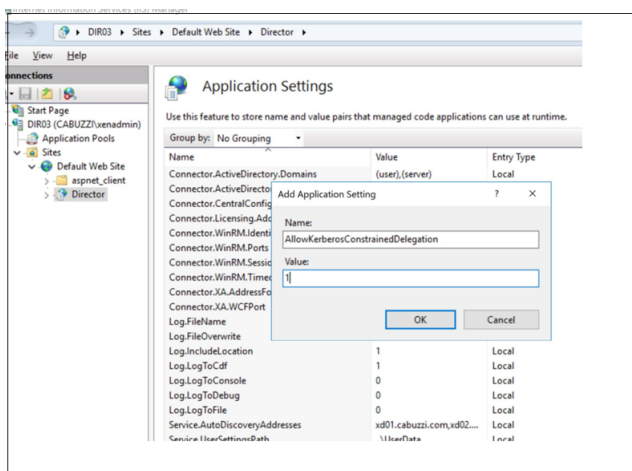 Internet Information Services (IIS) Manager
DIR03 Sites Default Web Site Director
File View Help
Connections
Start Page
DIR03 (CABUZZI\xenadmin)
Application Pools
Sites
Default Web Site
aspnet_client
Director
Application Settings
Use this feature to store name and value pairs that managed code applications can use at runtime.
Group by: No Grouping
Name Value Entry Type
Connector.ActiveDirectory.Domains (user),(server) Local
Connector.ActiveDirector
Connector.CentralConfig
Connector.Licensing.Add
Connector.WinRM.Identi
Connector.WinRM.Ports
Connector.WinRM.Sessio
Connector.WinRM.Timeo
Connector.XA.AddressFo
Connector.XA.WCFPort
Log.FileName
Log.FileOverwrite
Log.IncludeLocation 1 Local
Log.LogToCdf 1 Local
Log.LogToConsole 0 Local
Log.LogToDebug 0 Local
Log.LogToFile 0 Local
Service.AutoDiscoveryAddresses xd01.cabuzzi.com,xd02.... Local
Service.UserSettingsPath ..\UserData Local
Add Application Setting ? ×
Name:
AllowKerberosConstrainedDelegation
Value:
1
OK Cancel